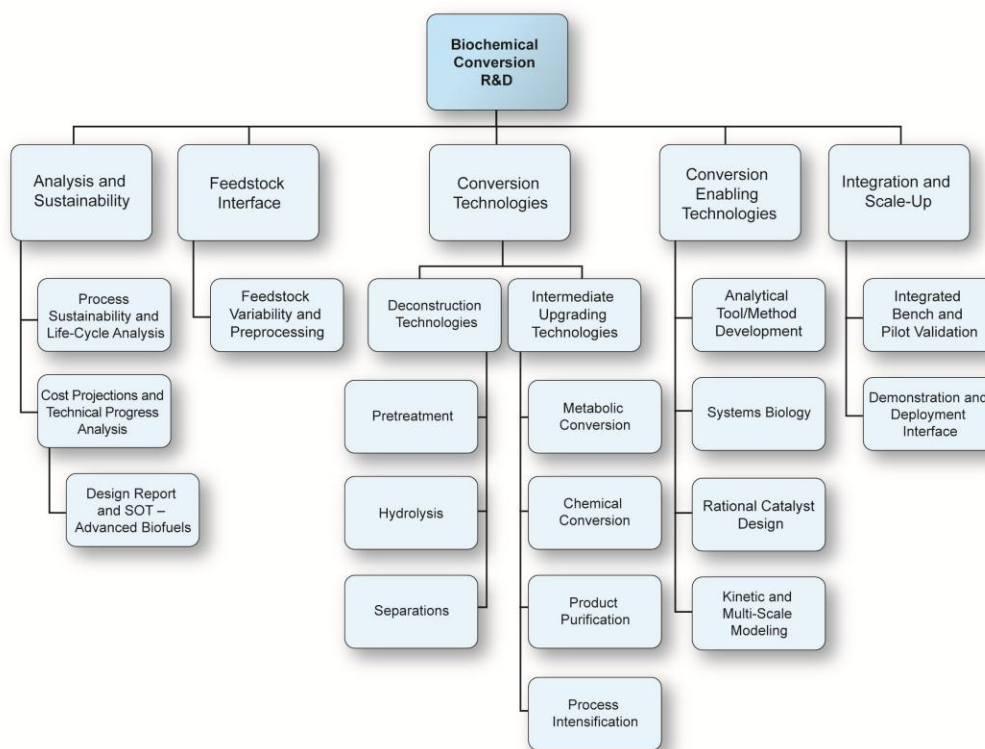 Biochemical
Conversion
R&D
Analysis and
Sustainability
Feedstock
Interface
Conversion
Technologies
Conversion
Enabling
Technologies
Integration and
Scale-Up
Process
Sustainability and
Life-Cycle Analysis
Cost Projections and
Technical Progress
Analysis
Design Report
and SOT –
Advanced Biofuels
Feedstock
Variability and
Preprocessing
Deconstruction
Technologies
Pretreatment
Hydrolysis
Separations
Intermediate
Upgrading
Technologies
Metabolic
Conversion
Chemical
Conversion
Product
Purification
Process
Intensification
Analytical
Tool/Method
Development
Systems Biology
Rational Catalyst
Design
Kinetic and
Multi-Scale
Modeling
Integrated
Bench and
Pilot Validation
Demonstration and
Deployment
Interface